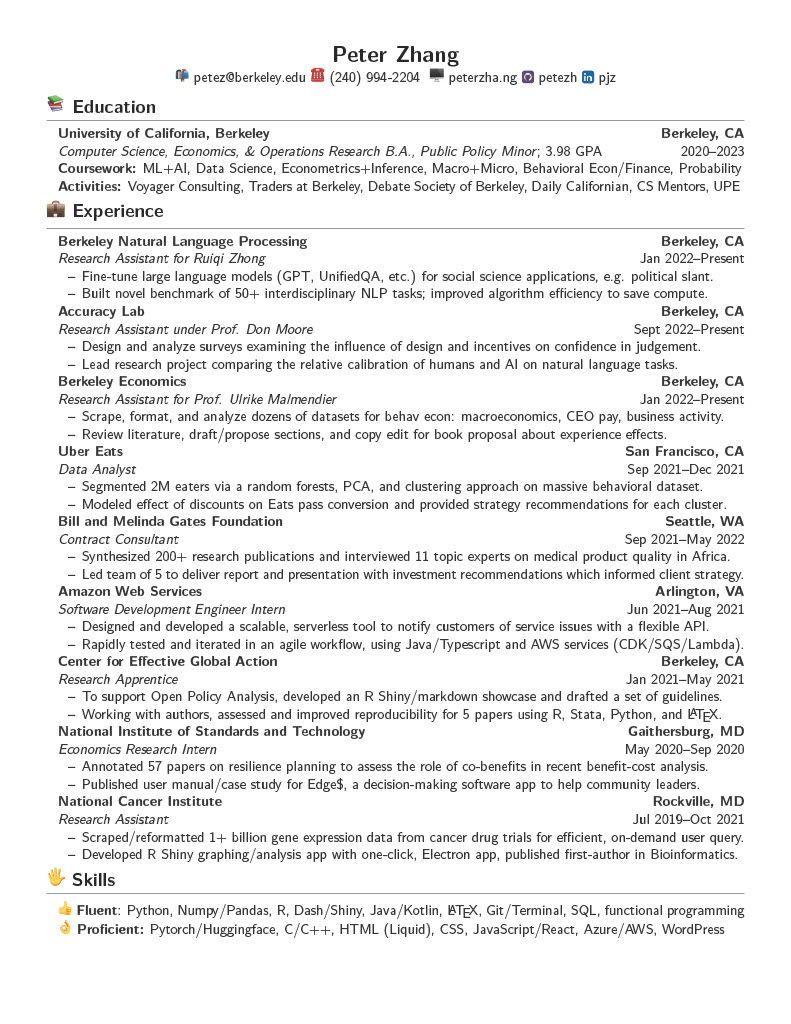 Peter Zhang
petez@berkeley.edu (240) 994-2204 peterzha.ng petezh pjz
Education
University of California, Berkeley Berkeley, CA
Computer Science, Economics, & Operations Research B.A., Public Policy Minor; 3.98 GPA 2020–2023
Coursework: ML+AI, Data Science, Econometrics+Inference, Macro+Micro, Behavioral Econ/Finance, Probability
Activities: Voyager Consulting, Traders at Berkeley, Debate Society of Berkeley, Daily Californian, CS Mentors, UPE
Experience
Berkeley Natural Language Processing Berkeley, CA
Research Assistant for Ruiqi Zhong Jan 2022–Present
– Fine-tune large language models (GPT, UnifiedQA, etc.) for social science applications, e.g. political slant.
– Built novel benchmark of 50+ interdisciplinary NLP tasks; improved algorithm efficiency to save compute.
Accuracy Lab Berkeley, CA
Research Assistant under Prof. Don Moore Sept 2022–Present
– Design and analyze surveys examining the influence of design and incentives on confidence in judgement.
– Lead research project comparing the relative calibration of humans and AI on natural language tasks.
Berkeley Economics Berkeley, CA
Research Assistant for Prof. Ulrike Malmendier Jan 2022–Present
– Scrape, format, and analyze dozens of datasets for behav econ: macroeconomics, CEO pay, business activity.
– Review literature, draft/propose sections, and copy edit for book proposal about experience effects.
Uber Eats San Francisco, CA
Data Analyst Sep 2021–Dec 2021
– Segmented 2M eaters via a random forests, PCA, and clustering approach on massive behavioral dataset.
– Modeled effect of discounts on Eats pass conversion and provided strategy recommendations for each cluster.
Bill and Melinda Gates Foundation Seattle, WA
Contract Consultant Sep 2021–May 2022
– Synthesized 200+ research publications and interviewed 11 topic experts on medical product quality in Africa.
– Led team of 5 to deliver report and presentation with investment recommendations which informed client strategy.
Amazon Web Services Arlington, VA
Software Development Engineer Intern Jun 2021–Aug 2021
– Designed and developed a scalable, serverless tool to notify customers of service issues with a flexible API.
– Rapidly tested and iterated in an agile workflow, using Java/Typescript and AWS services (CDK/SQS/Lambda).
Center for Effective Global Action Berkeley, CA
Research Apprentice Jan 2021–May 2021
– To support Open Policy Analysis, developed an R Shiny/markdown showcase and drafted a set of guidelines.
– Working with authors, assessed and improved reproducibility for 5 papers using R, Stata, Python, and LATEX.
National Institute of Standards and Technology Gaithersburg, MD
Economics Research Intern May 2020–Sep 2020
– Annotated 57 papers on resilience planning to assess the role of co-benefits in recent benefit-cost analysis.
– Published user manual/case study for Edge$, a decision-making software app to help community leaders.
National Cancer Institute Rockville, MD
Research Assistant Jul 2019–Oct 2021
– Scraped/reformatted 1+ billion gene expression data from cancer drug trials for efficient, on-demand user query.
– Developed R Shiny graphing/analysis app with one-click, Electron app, published first-author in Bioinformatics.
Skills
Fluent: Python, Numpy/Pandas, R, Dash/Shiny, Java/Kotlin, LATEX, Git/Terminal, SQL, functional programming
Proficient: Pytorch/Huggingface, C/C++, HTML (Liquid), CSS, JavaScript/React, Azure/AWS, WordPress